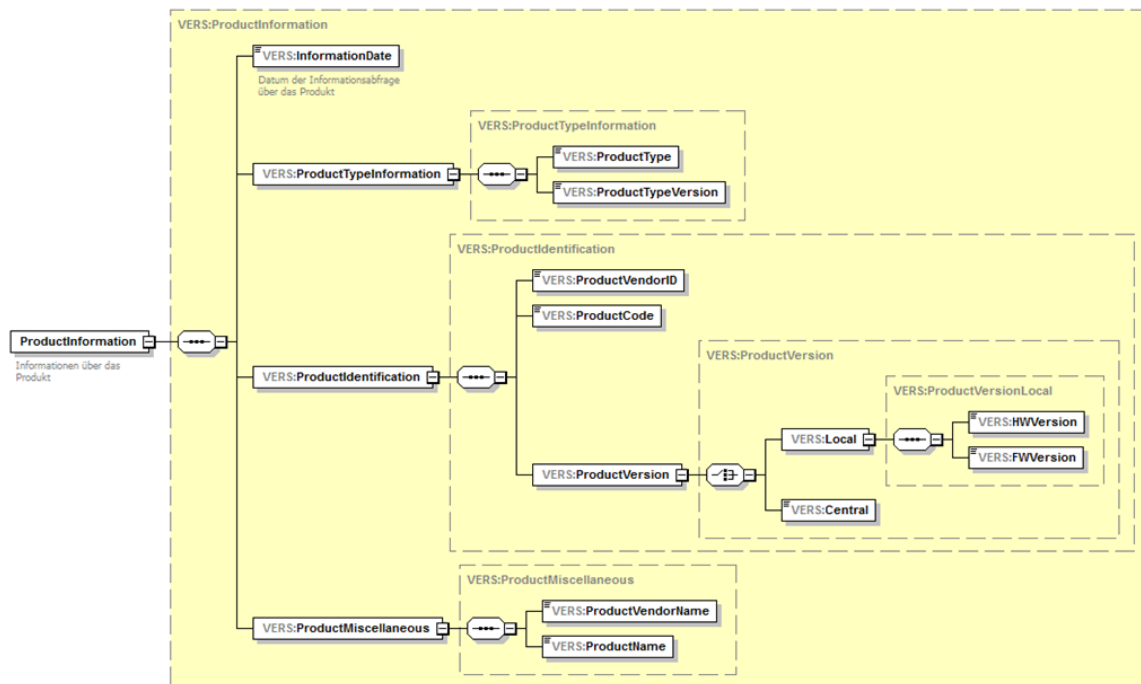 VERS:ProductInformation
VERS:InformationDate
Datum der Informationsabfrage
über das Produkt
VERS:ProductTypeInformation
VERS:ProductTypeInformation
VERS:ProductType
VERS:ProductTypeVersion
VERS:ProductIdentification
VERS:ProductVendorID
VERS:ProductCode
ProductInformation
Informationen über das
Produkt
VERS:ProductIdentification
VERS:ProductVersion
VERS:ProductVersionLocal
VERS:Local
VERS:HWVersion
VERS:FWVersion
VERS:ProductVersion
VERS:Central
VERS:ProductMiscellaneous
VERS:ProductMiscellaneous
VERS:ProductVendorName
VERS:ProductName